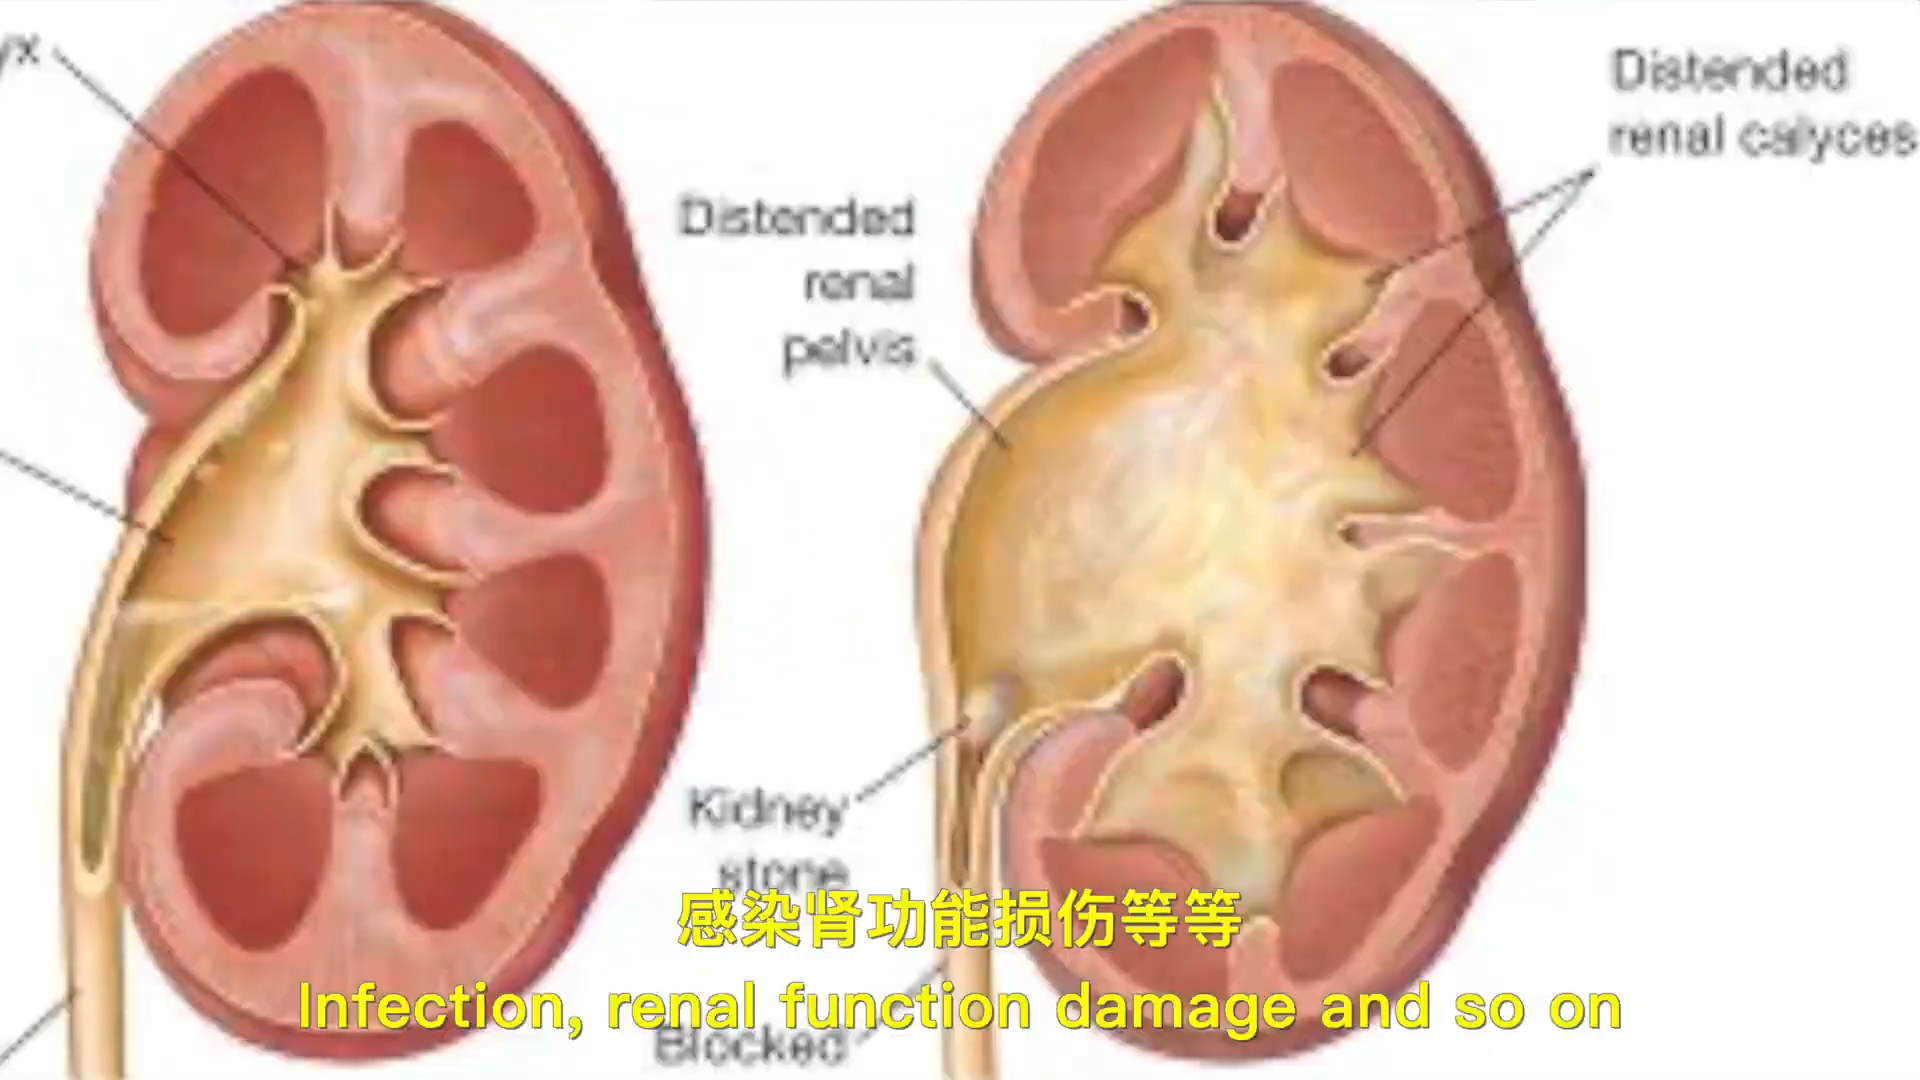 yx
Distended
renal calyces
Distended
renal
pelvis
Kidney
stone
感染肾功能损伤等等
Infection, renal function damage and so on
Blocked